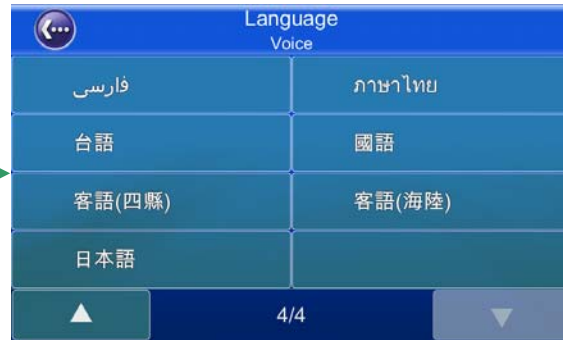 Language
Voice
فارسی
ภาษาไทย
台語
國語
客語(四縣)
客語(海陸)
日本語
4/4